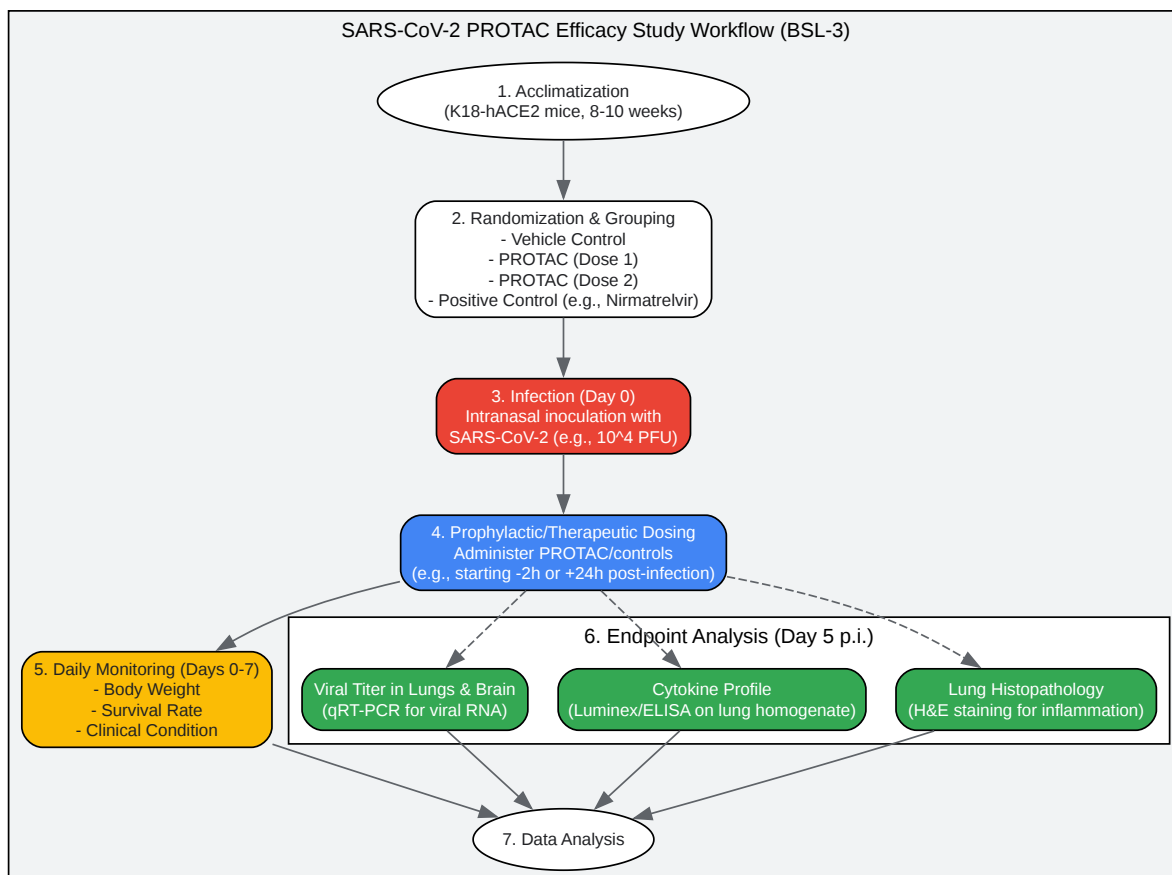 SARS-CoV-2 PROTAC Efficacy Study Workflow (BSL-3)
1. Acclimatization
(K18-hACE2 mice, 8-10 weeks)
2. Randomization & Grouping
- Vehicle Control
- PROTAC (Dose 1)
- PROTAC (Dose 2)
- Positive Control (e.g., Nirmatrelvir)
3. Infection (Day 0)
Intranasal inoculation with
SARS-CoV-2 (e.g., 10^4 PFU)
4. Prophylactic/Therapeutic Dosing
Administer PROTAC/controls
(e.g., starting -2h or +24h post-infection)
5. Daily Monitoring (Days 0-7)
- Body Weight
- Survival Rate
- Clinical Condition
6. Endpoint Analysis (Day 5 p.i.)
Viral Titer in Lungs & Brain
(qRT-PCR for viral RNA)
Cytokine Profile
(Luminex/ELISA on lung homogenate)
Lung Histopathology
(H&E staining for inflammation)
7. Data Analysis